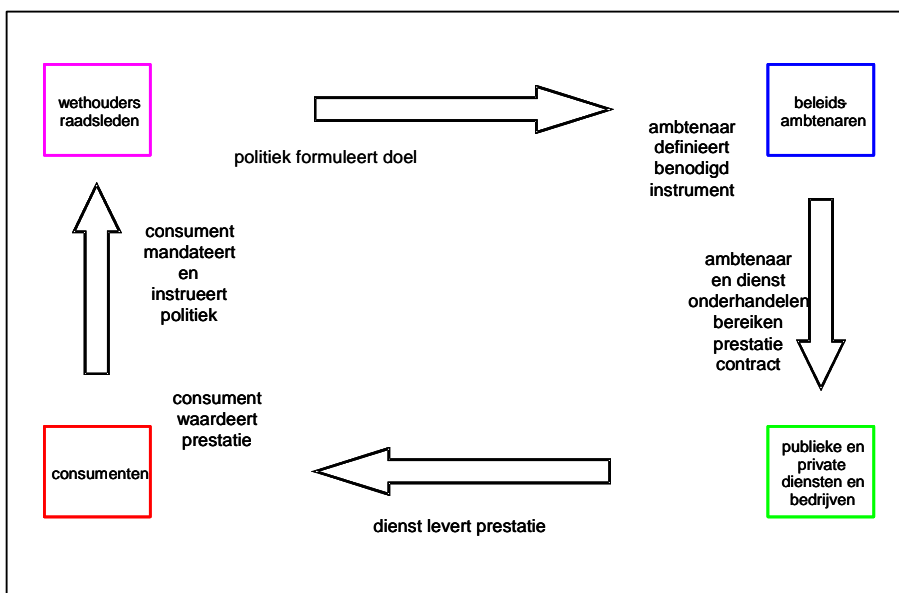 wethouders
raadsleden
politiek formuleert doel
beleids-
ambtenaren
ambtenaar
definieert
benodigd
instrument
consument
mandateert
en
instrueert
politiek
ambtenaar
en dienst
onderhandelen
bereiken
prestatie
contract
consument
waardeert
prestatie
consumenten
dienst levert prestatie
publieke en
private
diensten en
bedrijven